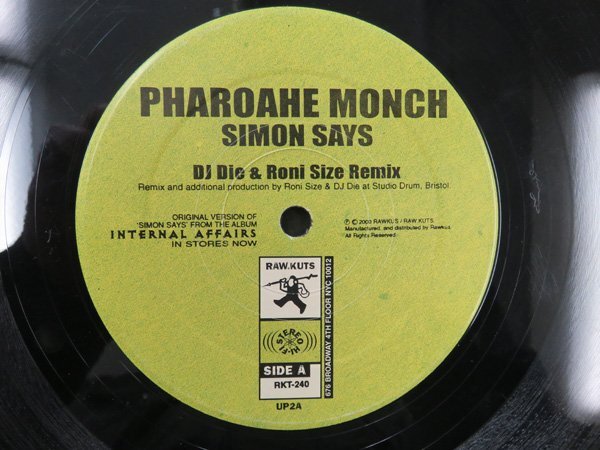 PHAROAHE MONCH
SIMON SAYS
DJ Die & Roni Size Remix
Remix and additional production by Roni Size & DJ Die at Studio Drum, Bristol.
ORIGINAL VERSION OF
'SIMON SAYS' FROM THE ALBUM
INTERNAL AFFAIRS
IN STORES NOW
℗ © 2003 RAWKUS / RAW KUTS
Manufactured, and distributed by Rawkus.
All Rights Reserved.
RAW.KUTS
STEREO
HI-FI
SIDE A
RKT-240
676 BROADWAY 4TH FLOOR NYC 10012
UP2A